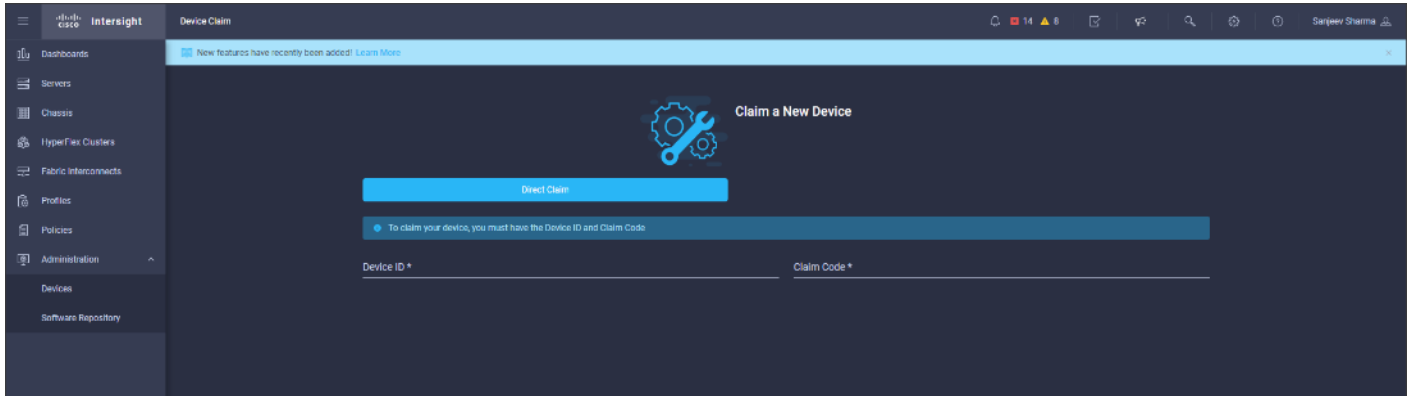 cisco Intersight
Device Claim
14 8
Sanjeev Sharma
New features have recently been added! Learn More
Dashboards
Servers
Chassis
HyperFlex Clusters
Fabric Interconnects
Profiles
Policies
Administration
Devices
Software Repository
Claim a New Device
Direct Claim
To claim your device, you must have the Device ID and Claim Code
Device ID *
Claim Code *